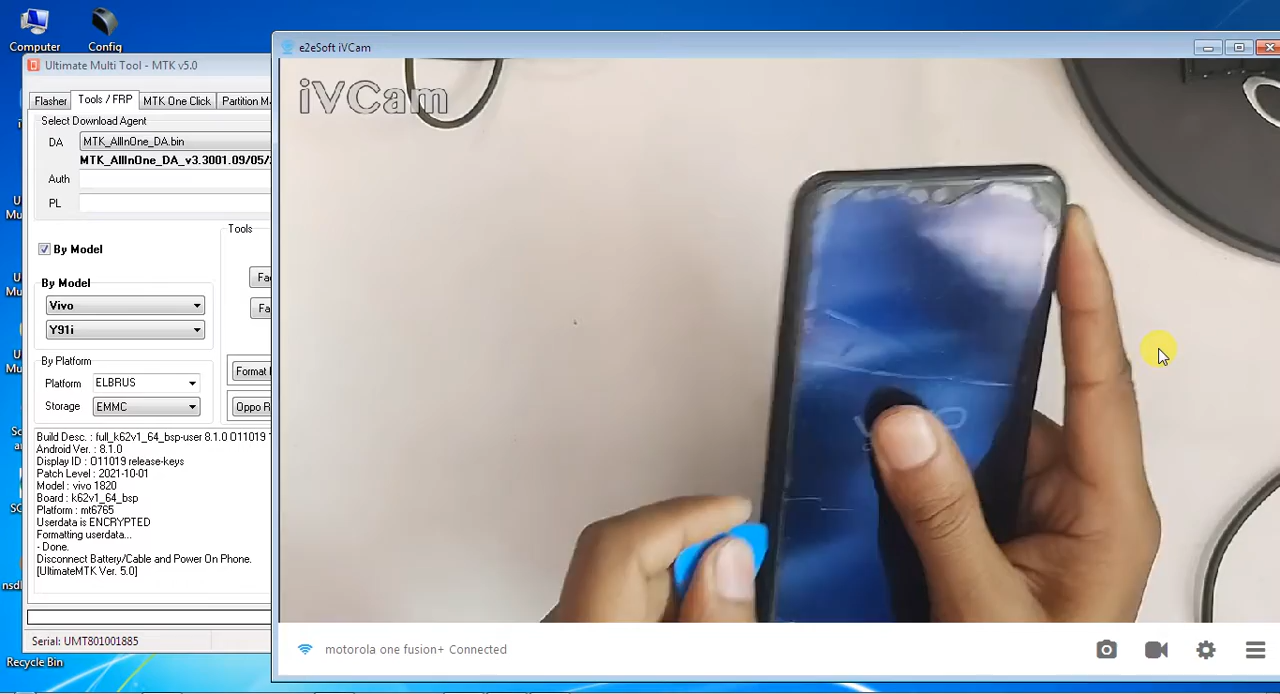 Computer
Config
Ultimate Multi Tool - MTK v5.0
e2eSoft iVCam
iVCam
Flasher
Tools / FRP
MTK One Click
Select Download Agent
DA
MTK_AllInOne_DA.bin
MTK_AllInOne_DA_v3.3001.09/05/
Auth
PL
By Model
Tools
By Model
Vivo
Y91i
By Platform
Platform
ELBRUS
Storage
EMMC
Format
Oppo
Build Desc. : full_k62v1_64_bsp-user 8.1.0 O11019
Android Ver. : 8.1.0
Display ID : O11019 release-keys
Patch Level : 2021-10-01
Model : vivo 1820
Board : k62v1_64_bsp
Platform : mt6765
Userdata is ENCRYPTED
Formatting userdata...
- Done.
Disconnect Battery/Cable and Power On Phone.
[UltimateMTK Ver. 5.0]
Serial: UMT801001885
Recycle Bin
motorola one fusion+ Connected